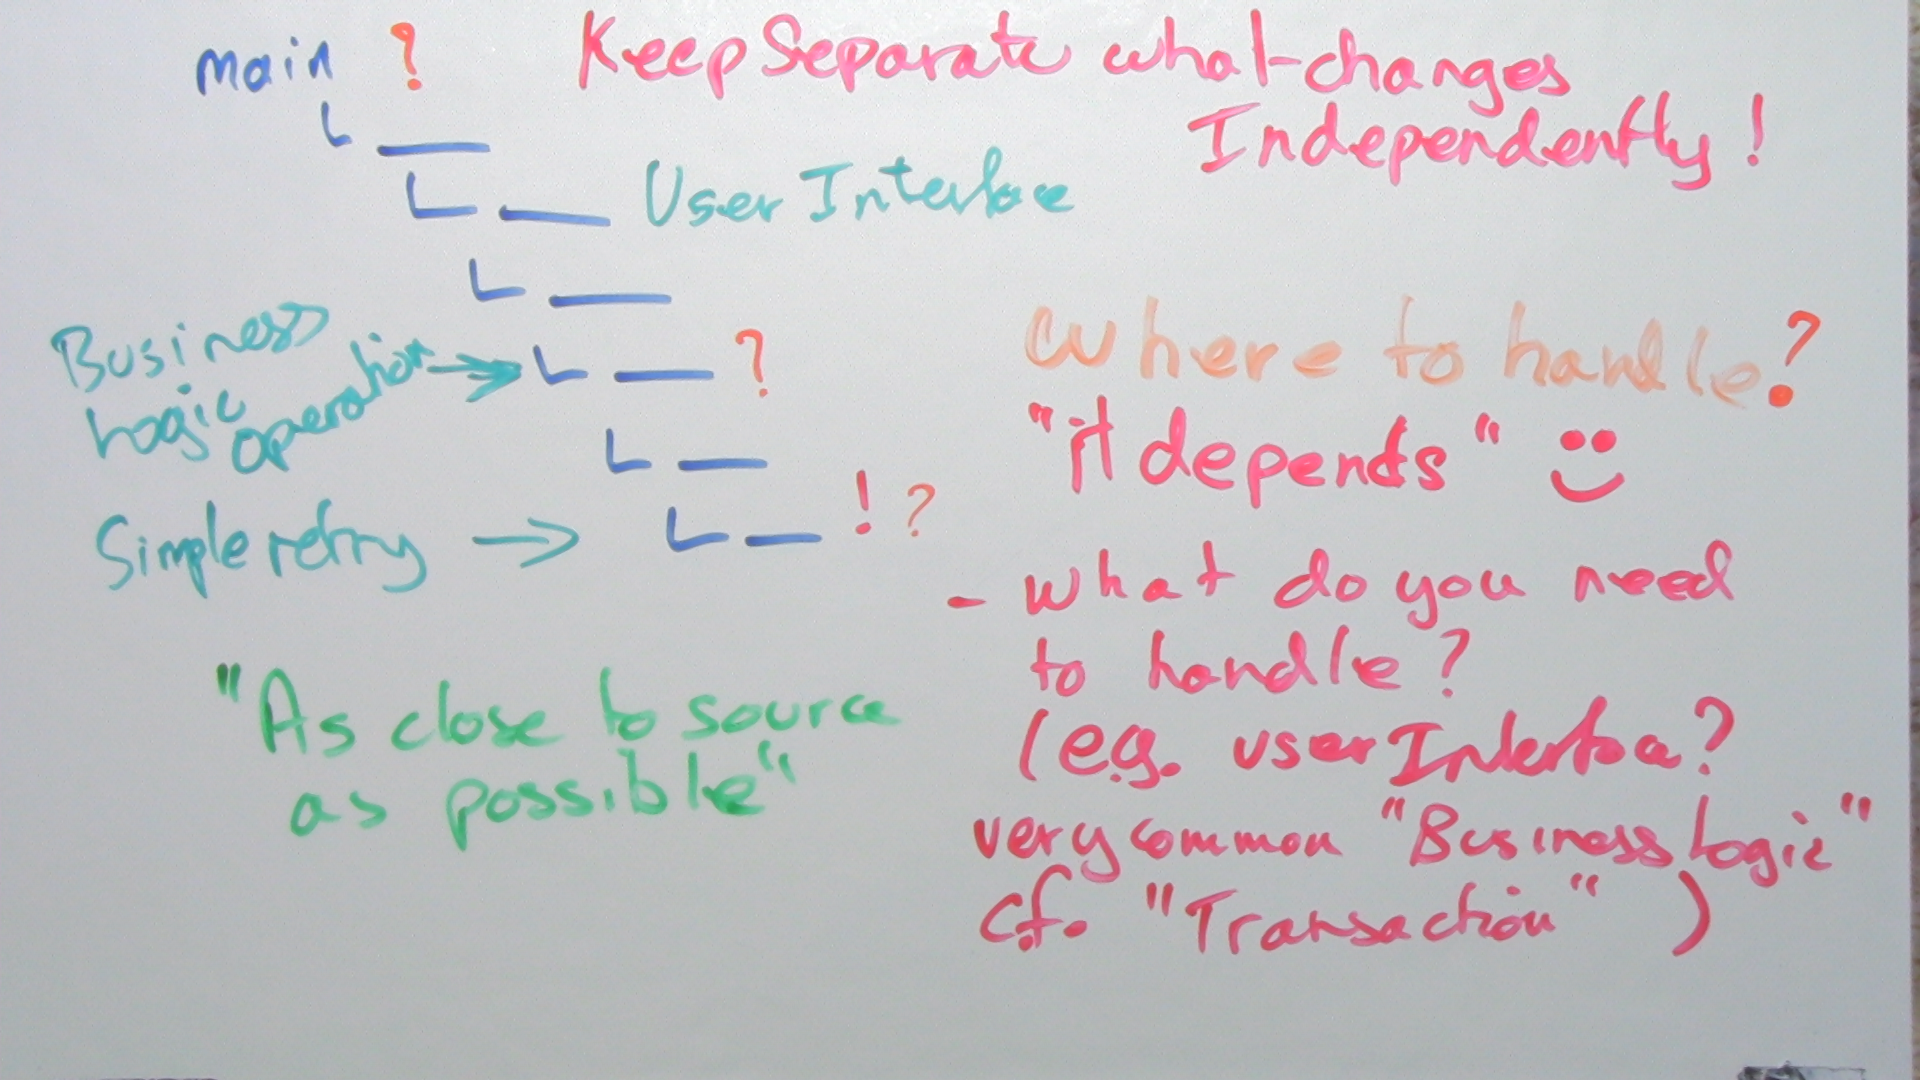 main ?
Keep Separate what changes
Independently!
User Interface
Business
Logic
operation
?
Simple retry
! ?
"As close to source
as possible"
Where to handle?
"it depends"
- what do you need
to handle?
(e.g. user Interface?
very common "Business Logic"
cf. "Transaction" )